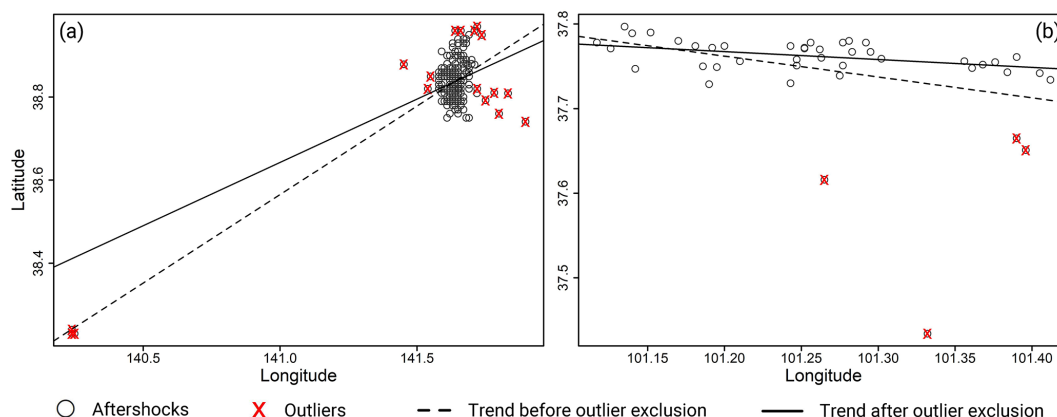 (a)
38.8
38.6
38.4
Latitude
140.5 141.0 141.5
Longitude
(b)
37.8
37.7
37.6
37.5
101.15 101.20 101.25 101.30 101.35 101.40
Longitude
Aftershocks Outliers Trend before outlier exclusion Trend after outlier exclusion